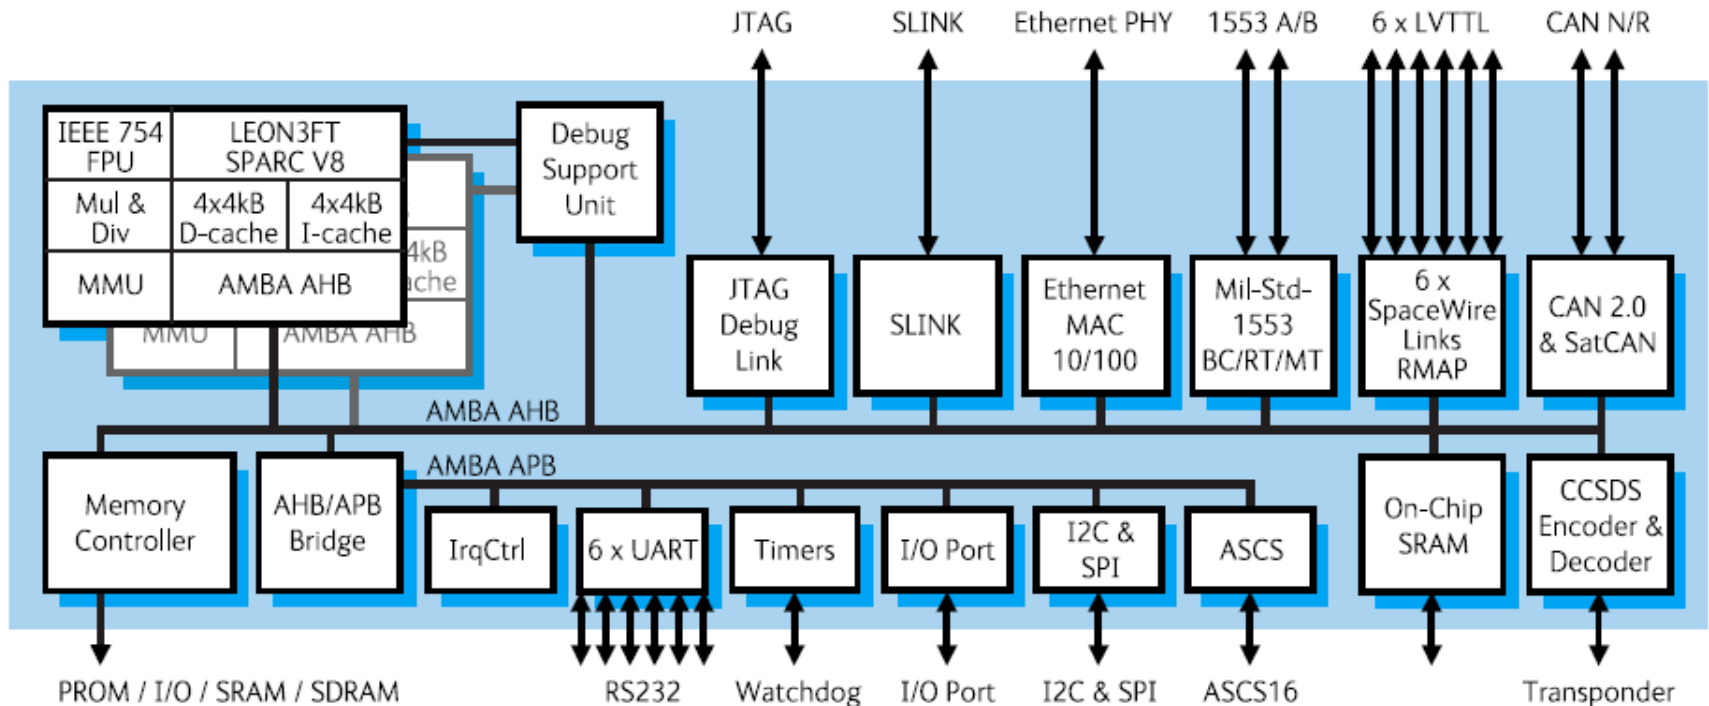 JTAG
SLINK
Ethernet PHY
1553 A/B
6 x LVTTL
CAN N/R
IEEE 754
FPU
LEON3FT
SPARC V8
Mul &
Div
4x4kB
D-cache
4x4kB
I-cache
MMU
AMBA AHB
4kB
ache
MMU
AMBA AHB
Debug
Support
Unit
JTAG
Debug
Link
SLINK
Ethernet
MAC
10/100
Mil-Std-
1553
BC/RT/MT
6 x
SpaceWire
Links
RMAP
CAN 2.0
& SatCAN
AMBA AHB
Memory
Controller
AHB/APB
Bridge
AMBA APB
IrqCtrl
6 x UART
Timers
I/O Port
I2C &
SPI
ASCS
On-Chip
SRAM
CCSDS
Encoder &
Decoder
PROM / I/O / SRAM / SDRAM
RS232
Watchdog
I/O Port
I2C & SPI
ASCS16
Transponder